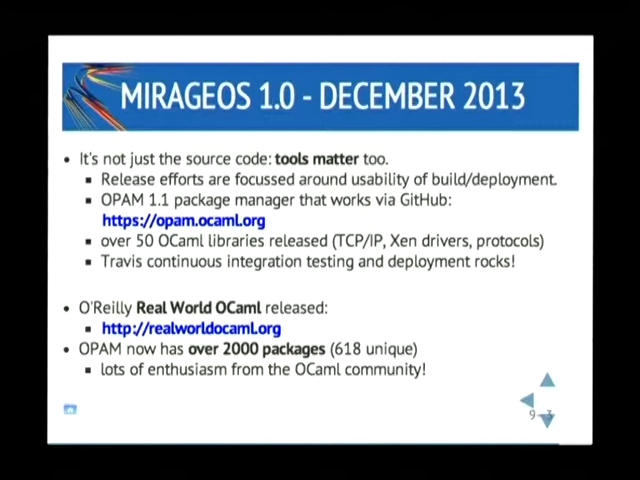 MIRAGEOS 1.0 - DECEMBER 2013
• It's not just the source code: tools matter too.
▪ Release efforts are focussed around usability of build/deployment.
▪ OPAM 1.1 package manager that works via GitHub:
https://opam.ocaml.org
▪ over 50 OCaml libraries released (TCP/IP, Xen drivers, protocols)
▪ Travis continuous integration testing and deployment rocks!
• O'Reilly Real World OCaml released:
▪ http://realworldocaml.org
• OPAM now has over 2000 packages (618 unique)
▪ lots of enthusiasm from the OCaml community!
9-3